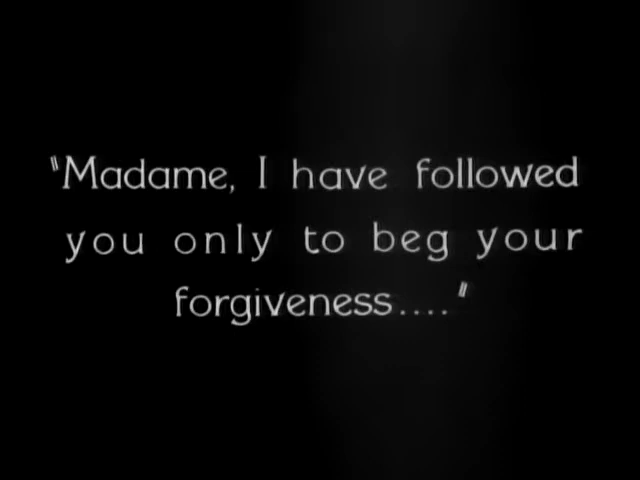 "Madame, I have followed
you only to beg your
forgiveness...."